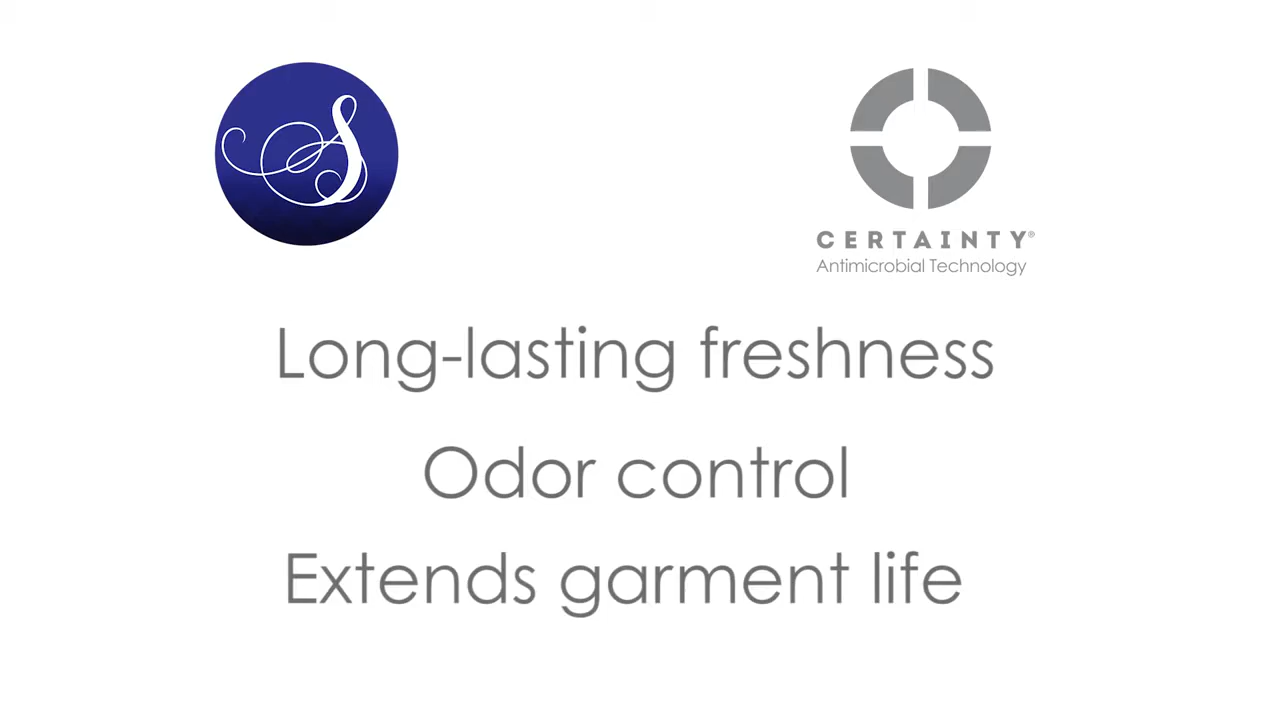 S
CERTAINTY®
Antimicrobial Technology
Long-lasting freshness
Odor control
Extends garment life